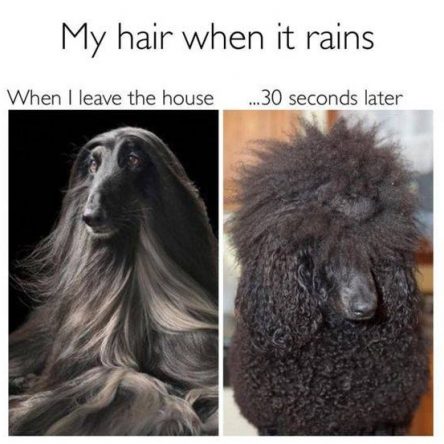 My hair when it rains
When I leave the house
...30 seconds later